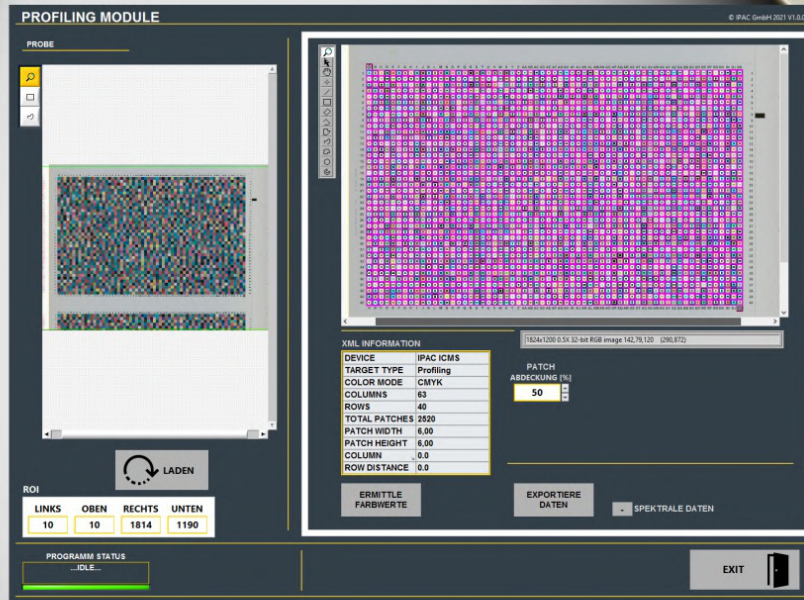 PROFILING MODULE
© IPAC GmbH 2021 V1.0.0
PROBE
1824x1200 0.5X 32-bit RGB image 142,79,120 (290,872)
XML INFORMATION
DEVICE IPAC ICMS
TARGET TYPE Profiling
COLOR MODE CMYK
COLUMNS 63
ROWS 40
TOTAL PATCHES 2520
PATCH WIDTH 6,00
PATCH HEIGHT 6,00
COLUMN 0.0
ROW DISTANCE 0.0
PATCH
ABDECKUNG [%]
50
LADEN
ROI
LINKS OBEN RECHTS UNTEN
10 10 1814 1190
ERMITTLE
FARBWERTE
EXPORTIERE
DATEN
- SPEKTRALE DATEN
PROGRAMM STATUS
...IDLE...
EXIT